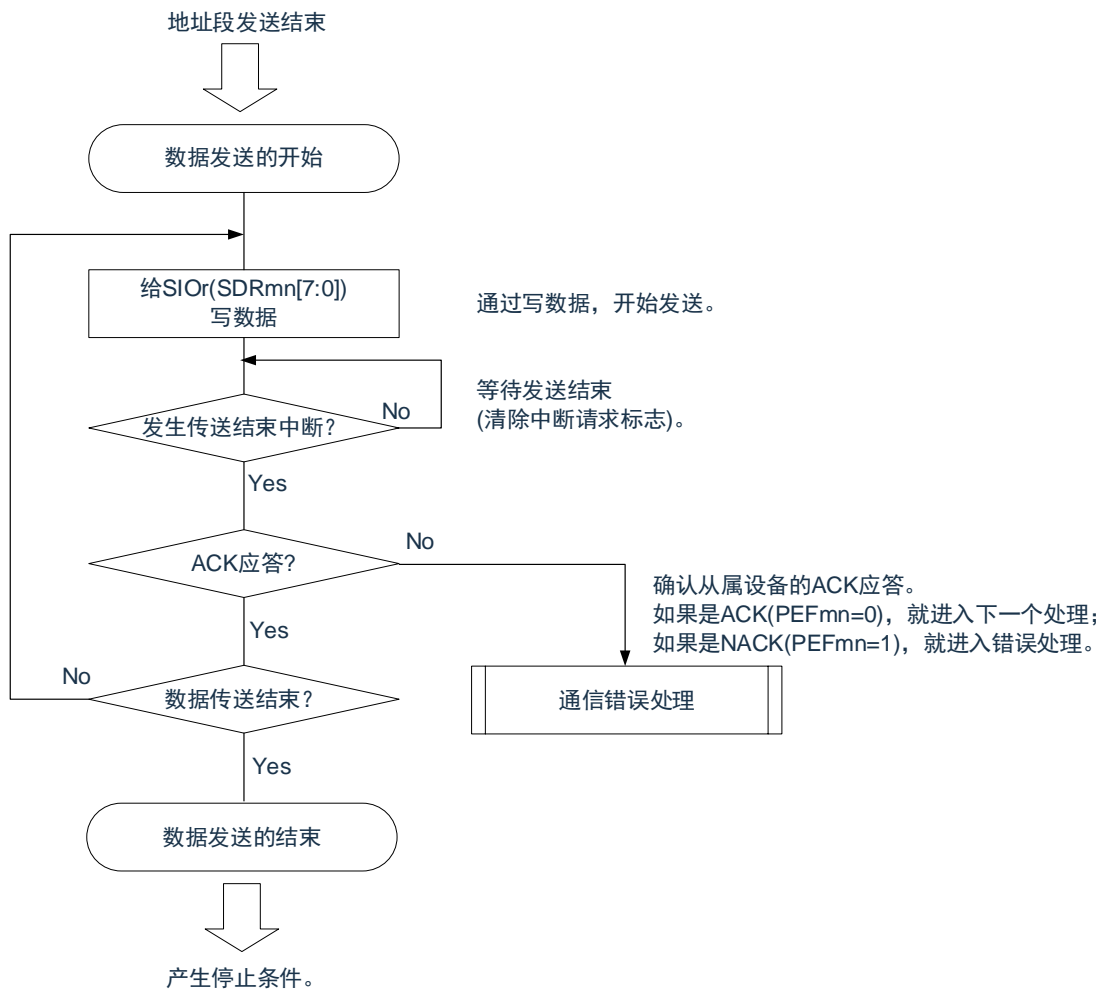 地址段发送结束
数据发送的开始
给SIOr(SDRmn[7:0])
写数据
通过写数据，开始发送。
等待发送结束
(清除中断请求标志)。
发生传送结束中断？
No
Yes
ACK应答?
No
确认从属设备的ACK应答。
如果是ACK(PEFmn=0)，就进入下一个处理；
如果是NACK(PEFmn=1)，就进入错误处理。
Yes
No
数据传送结束？
通信错误处理
Yes
数据发送的结束
产生停止条件。